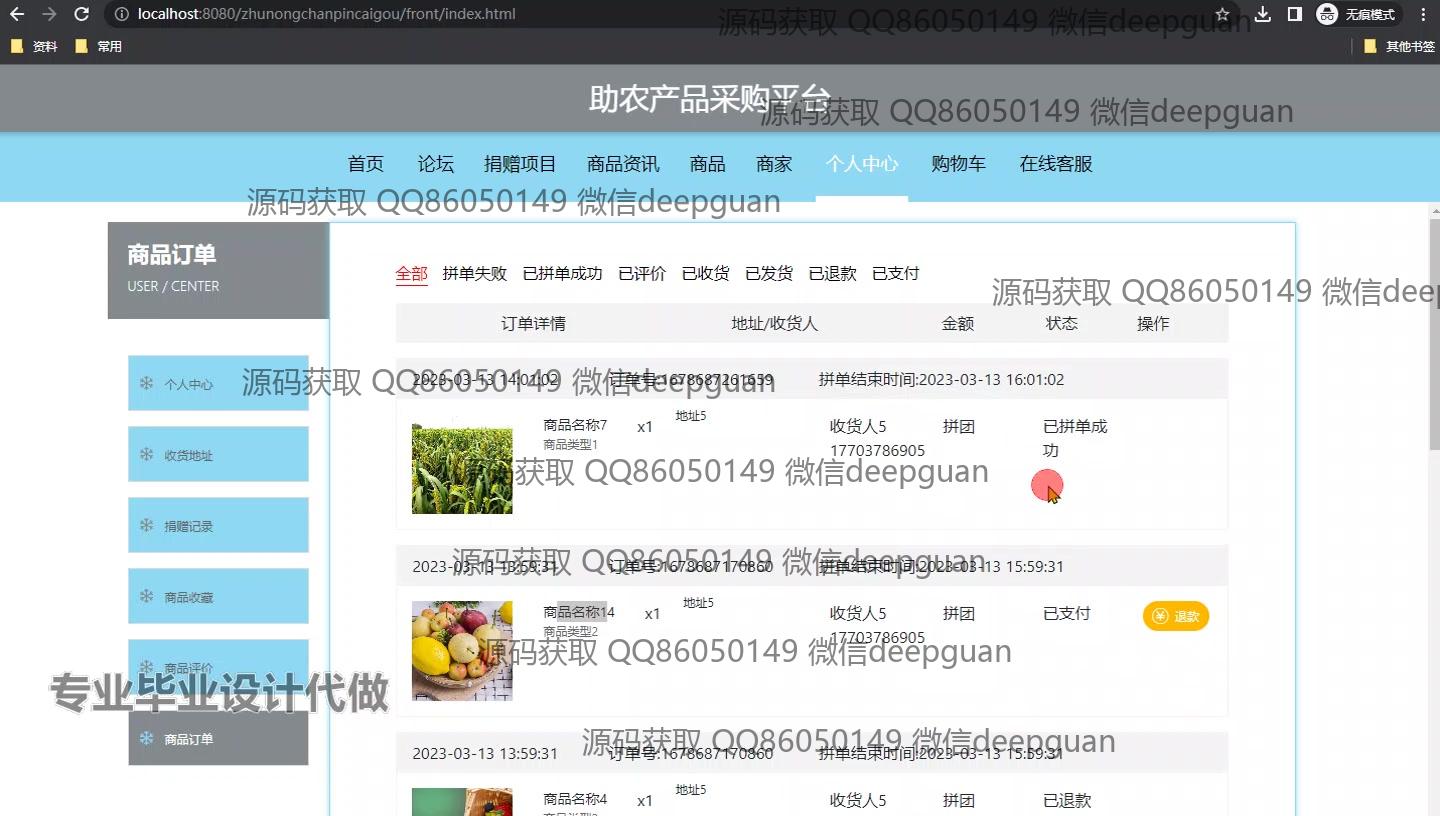 localhost:8080/zhunongchanpincaigou/front/index.html
无痕模式
资料 常用 其他书签
源码获取 QQ86050149 微信deepguan
助农产品采购平台
源码获取 QQ86050149 微信deepguan
首页 论坛 捐赠项目 商品资讯 商品 商家 个人中心 购物车 在线客服
源码获取 QQ86050149 微信deepguan
商品订单
USER / CENTER
全部 拼单失败 已拼单成功 已评价 已收货 已发货 已退款 已支付
源码获取 QQ86050149 微信deep
订单详情 地址/收货人 金额 状态 操作
个人中心
收货地址
捐赠记录
商品收藏
商品评价
商品订单
专业毕业设计代做
源码获取 QQ86050149 微信deepguan
2023-03-13 14:01:02 订单号:1678687261659 拼单结束时间:2023-03-13 16:01:02
商品名称7 x1 地址5 收货人5 拼团 已拼单成功
商品类型1 17703786905
源码获取 QQ86050149 微信deepguan
源码获取 QQ86050149 微信deepguan
2023-03-13 13:59:31 订单号:1678687170860 拼单结束时间:2023-03-13 15:59:31
商品名称14 x1 地址5 收货人5 拼团 已支付 退款
商品类型2 17703786905
源码获取 QQ86050149 微信deepguan
源码获取 QQ86050149 微信deepguan
2023-03-13 13:59:31 订单号:1678687170860 拼单结束时间:2023-03-13 15:59:31
商品名称4 x1 地址5 收货人5 拼团 已退款